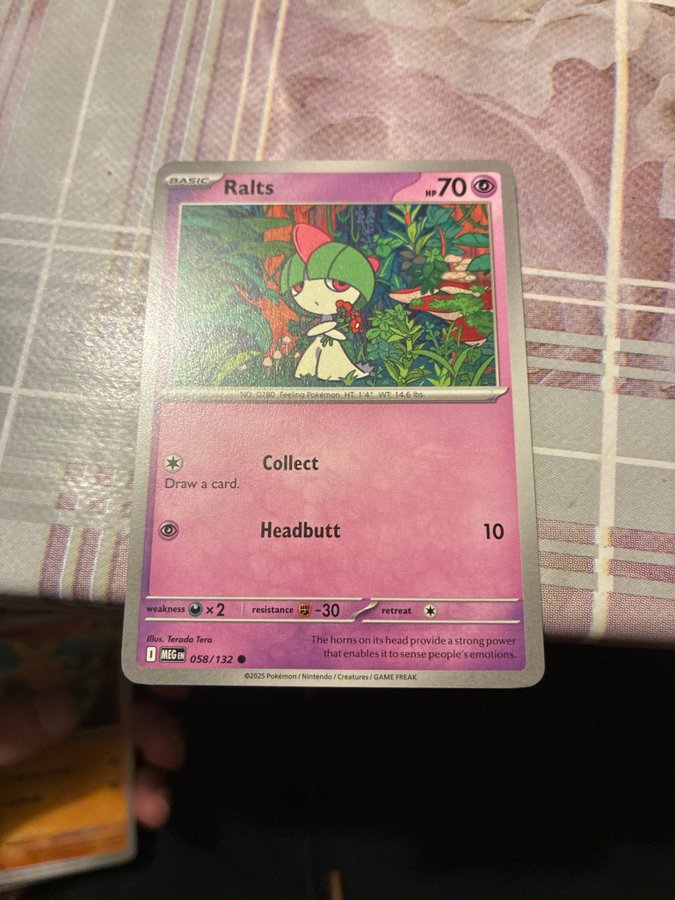 BASIC Ralts HP 70
NO. 0280 Feeling Pokémon HT: 1'4" WT: 14.6 lbs.
Collect
Draw a card.
Headbutt 10
weakness ×2 resistance -30 retreat
Illus. Terada Tera
The horns on its head provide a strong power
that enables it to sense people's emotions.
I MEG EN 058/132
©2025 Pokémon / Nintendo / Creatures / GAME FREAK